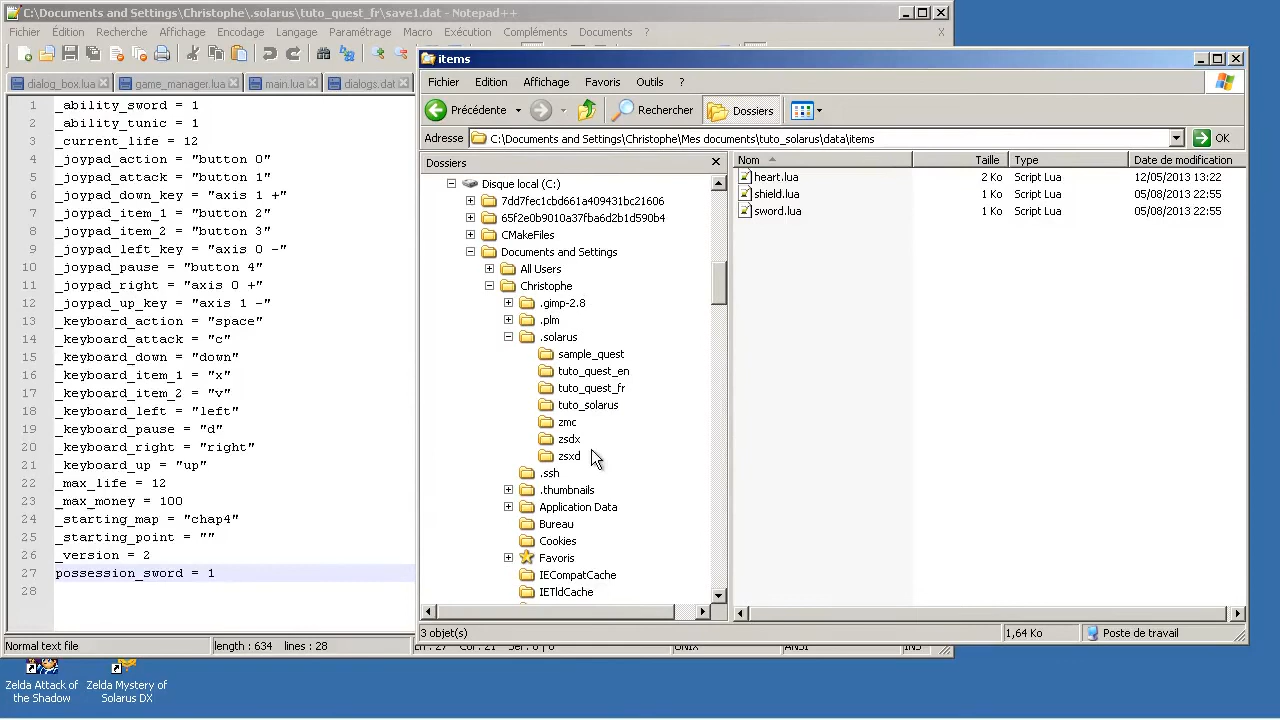 C:\Documents and Settings\Christophe\.solarus\tuto_quest_fr\save1.dat - Notepad++
Fichier Édition Recherche Affichage Encodage Langage Paramétrage Macro Exécution Compléments Documents ? X
dialog_box.lua game_manager.lua main.lua dialogs.dat
1 _ability_sword = 1
2 _ability_tunic = 1
3 _current_life = 12
4 _joypad_action = "button 0"
5 _joypad_attack = "button 1"
6 _joypad_down_key = "axis 1 +"
7 _joypad_item_1 = "button 2"
8 _joypad_item_2 = "button 3"
9 _joypad_left_key = "axis 0 -"
10 _joypad_pause = "button 4"
11 _joypad_right = "axis 0 +"
12 _joypad_up_key = "axis 1 -"
13 _keyboard_action = "space"
14 _keyboard_attack = "c"
15 _keyboard_down = "down"
16 _keyboard_item_1 = "x"
17 _keyboard_item_2 = "v"
18 _keyboard_left = "left"
19 _keyboard_pause = "d"
20 _keyboard_right = "right"
21 _keyboard_up = "up"
22 _max_life = 12
23 _max_money = 100
24 _starting_map = "chap4"
25 _starting_point = ""
26 _version = 2
27 possession_sword = 1
28
Normal text file length : 634 lines : 28
items
Fichier Edition Affichage Favoris Outils ?
Précédente Rechercher Dossiers
Adresse C:\Documents and Settings\Christophe\Mes documents\tuto_solarus\data\items OK
Dossiers
Disque local (C:)
7dd7fec1cbd661a409431bc21606
65f2e0b9010a37fba6d2b1d590b4
CMakeFiles
Documents and Settings
All Users
Christophe
.gimp-2.8
.plm
.solarus
sample_quest
tuto_quest_en
tuto_quest_fr
tuto_solarus
zmc
zsdx
zsxd
.ssh
.thumbnails
Application Data
Bureau
Cookies
Favoris
IECompatCache
IETldCache
Nom Taille Type Date de modification
heart.lua 2 Ko Script Lua 12/05/2013 13:22
shield.lua 1 Ko Script Lua 05/08/2013 22:55
sword.lua 1 Ko Script Lua 05/08/2013 22:55
3 objet(s) 1,64 Ko Poste de travail
Zelda Attack of
the Shadow
Zelda Mystery of
Solarus DX